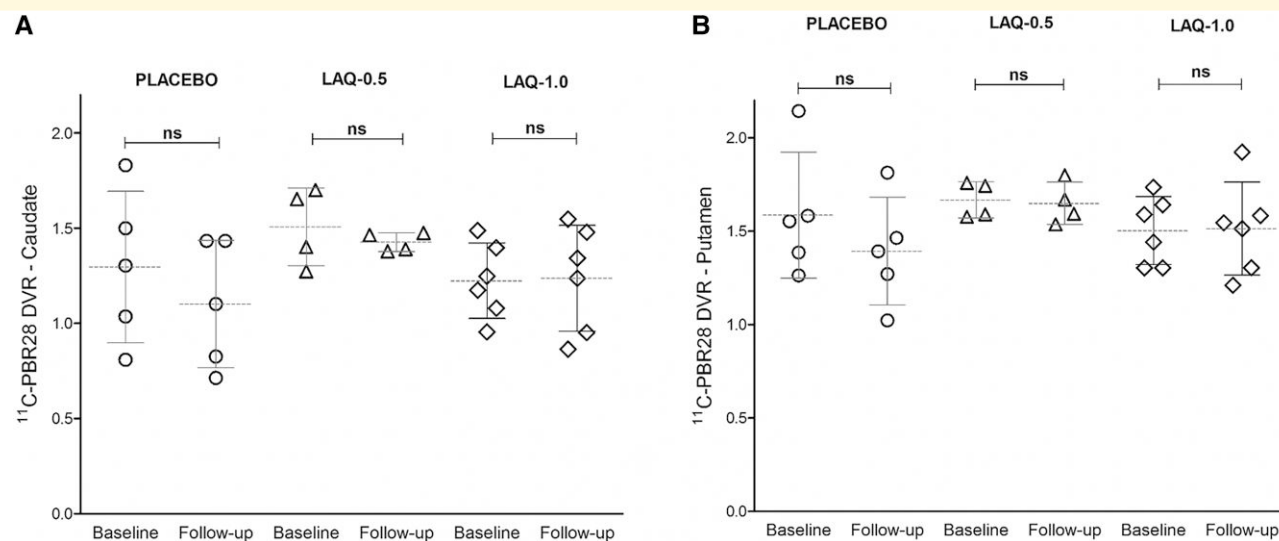 A
PLACEBO
LAQ-0.5
LAQ-1.0
ns
ns
ns
¹¹C-PBR28 DVR - Caudate
2.0
1.5
1.0
0.5
0.0
Baseline Follow-up Baseline Follow-up Baseline Follow-up
B
PLACEBO
LAQ-0.5
LAQ-1.0
ns
ns
ns
¹¹C-PBR28 DVR - Putamen
2.0
1.5
1.0
0.5
0.0
Baseline Follow-up Baseline Follow-up Baseline Follow-up